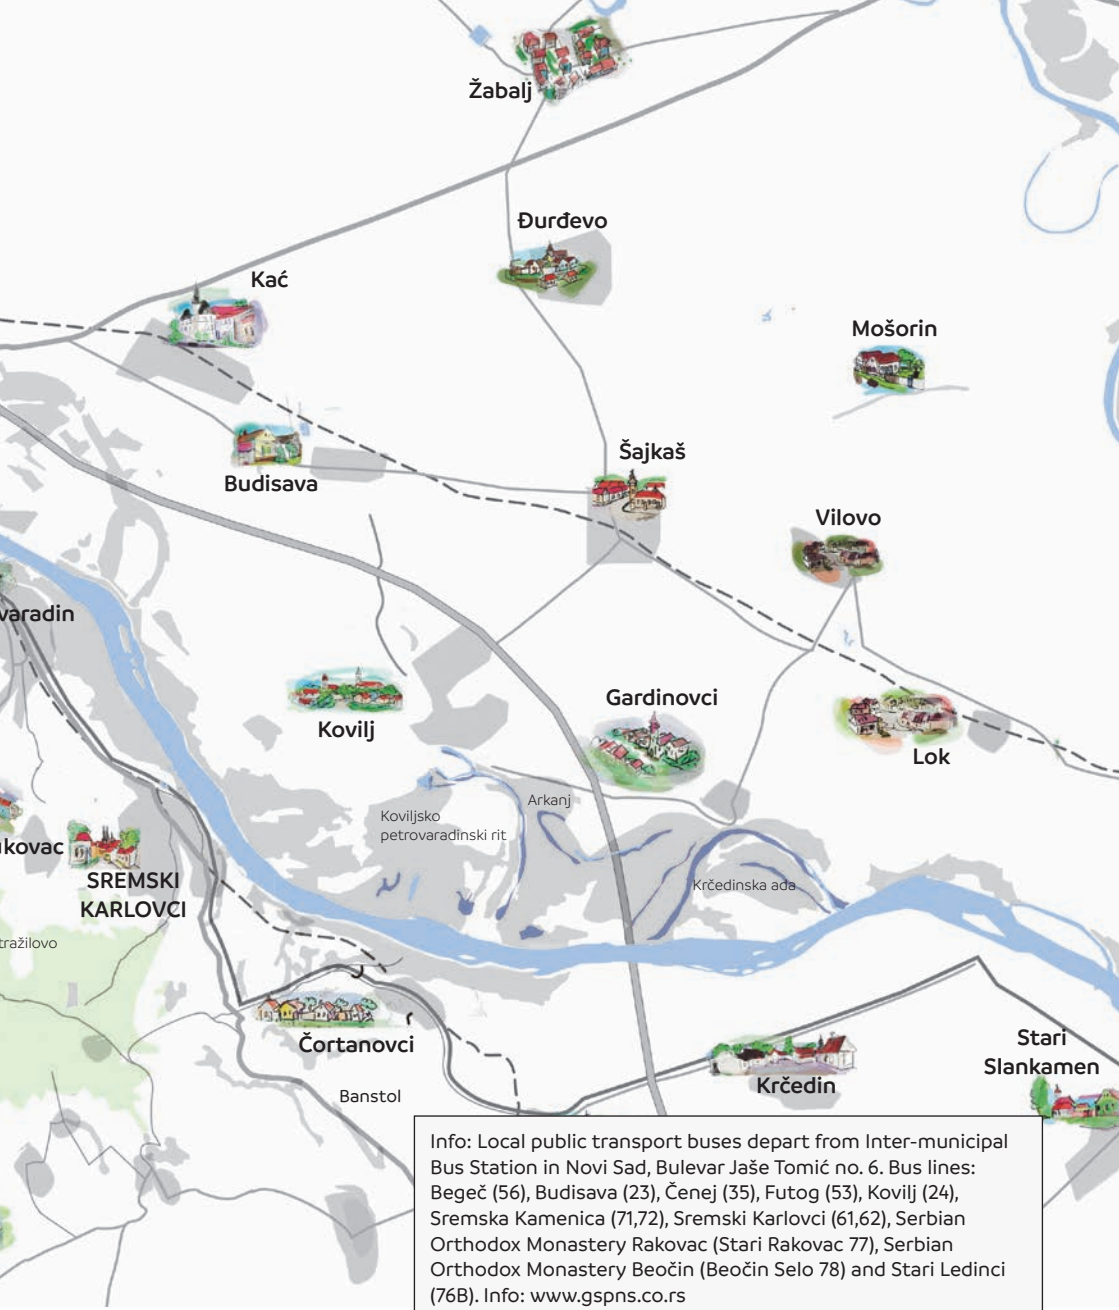 Žabalj
Đurđevo
Kać
Mošorin
Šajkaš
Budisava
Vilovo
varadin
Gardinovci
Kovilj
Lok
Arkanj
Koviljsko
petrovaradinski rit
kovac
SREMSKI
KARLOVCI
Krčedinska ada
tražilovo
Čortanovci
Stari
Slankamen
Krčedin
Banstol
Info: Local public transport buses depart from Inter-municipal
Bus Station in Novi Sad, Bulevar Jaše Tomić no. 6. Bus lines:
Begeč (56), Budisava (23), Čenej (35), Futog (53), Kovilj (24),
Sremska Kamenica (71,72), Sremski Karlovci (61,62), Serbian
Orthodox Monastery Rakovac (Stari Rakovac 77), Serbian
Orthodox Monastery Beočin (Beočin Selo 78) and Stari Ledinci
(76B). Info: www.gspns.co.rs